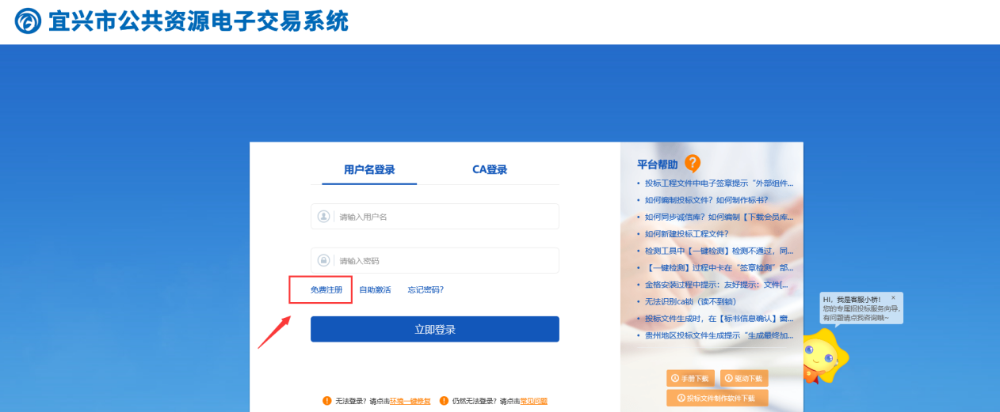 宜兴市公共资源电子交易系统
用户名登录
CA登录
请输入用户名
请输入密码
免费注册
自助激活
忘记密码?
立即登录
无法登录？请点击环境一键修复
仍然无法登录？请点击常见问题
平台帮助
• 投标工程文件中电子签章提示“外部组件...
• 如何编制投标文件？如何制作标书？
• 如何同步诚信库？如何编制【下载会员库...
• 如何新建投标工程文件？
• 检测工具中【一键检测】检测不通过，同...
• 【一键检测】过程中卡在“签章检测”部...
• 金格安装过程中提示：友好提示：文件[...
• 无法识别ca锁（读不到锁）
• 投标文件生成时，在【标书信息确认】窗...
• 贵州地区投标文件生成提示“生成最终加...
手册下载
驱动下载
投标文件制作软件下载
HI，我是客服小桥！ ×
您的专属招投标服务向导,
有问题请点我咨询哦~